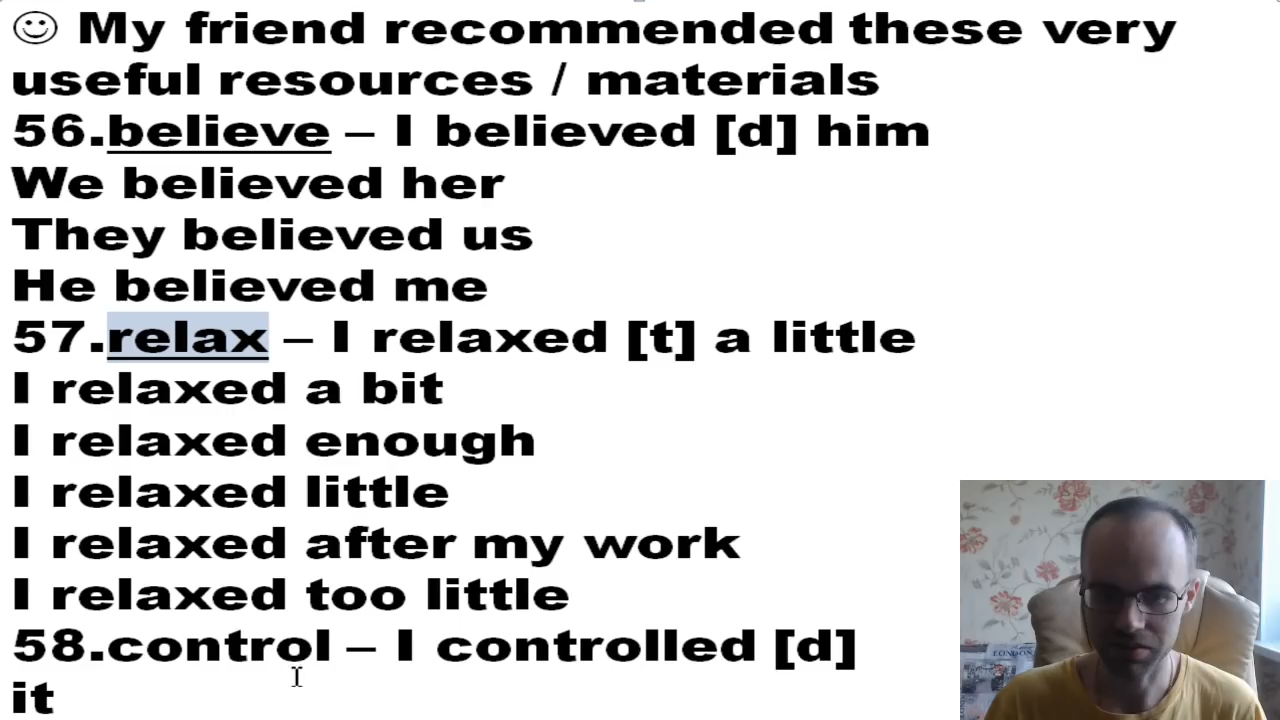 ☺ My friend recommended these very
useful resources / materials
56.believe – I believed [d] him
We believed her
They believed us
He believed me
57.relax – I relaxed [t] a little
I relaxed a bit
I relaxed enough
I relaxed little
I relaxed after my work
I relaxed too little
58.control – I controlled [d]
it
LONDON